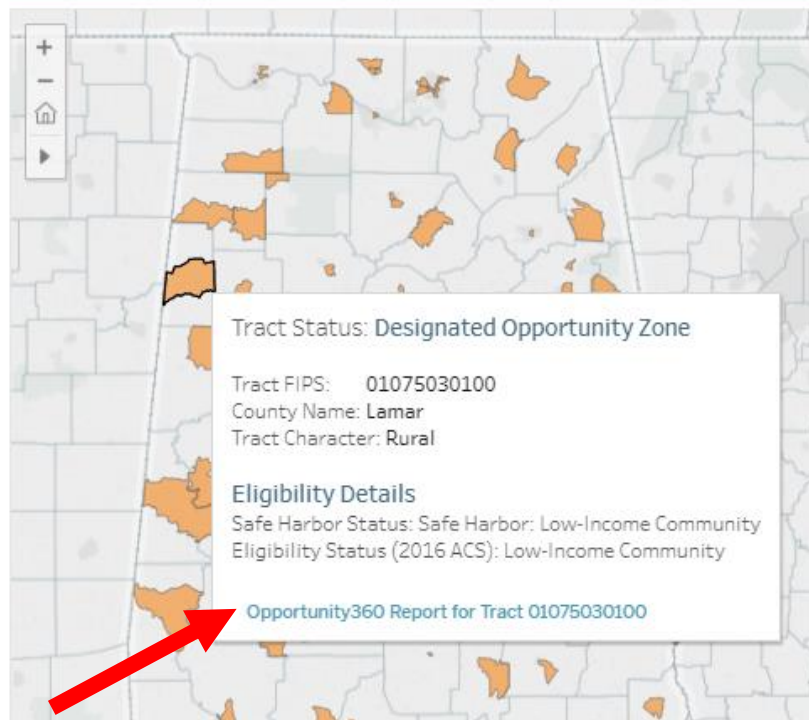 Tract Status: Designated Opportunity Zone
Tract FIPS: 01075030100
County Name: Lamar
Tract Character: Rural
Eligibility Details
Safe Harbor Status: Safe Harbor: Low-Income Community
Eligibility Status (2016 ACS): Low-Income Community
Opportunity360 Report for Tract 01075030100